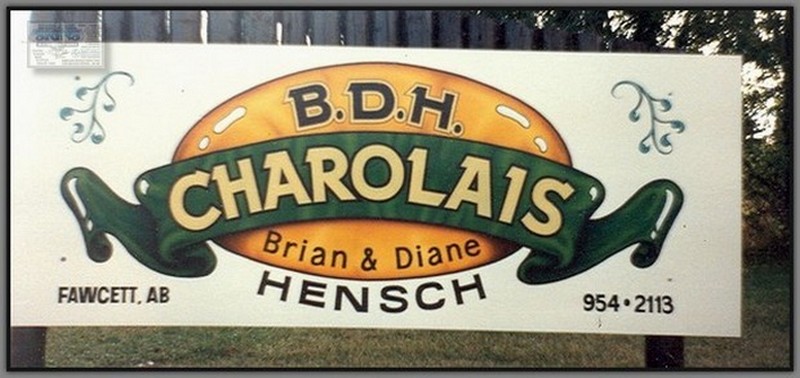 B.D.H.
CHAROLAIS
Brian & Diane
HENSCH
FAWCETT, AB
954•2113